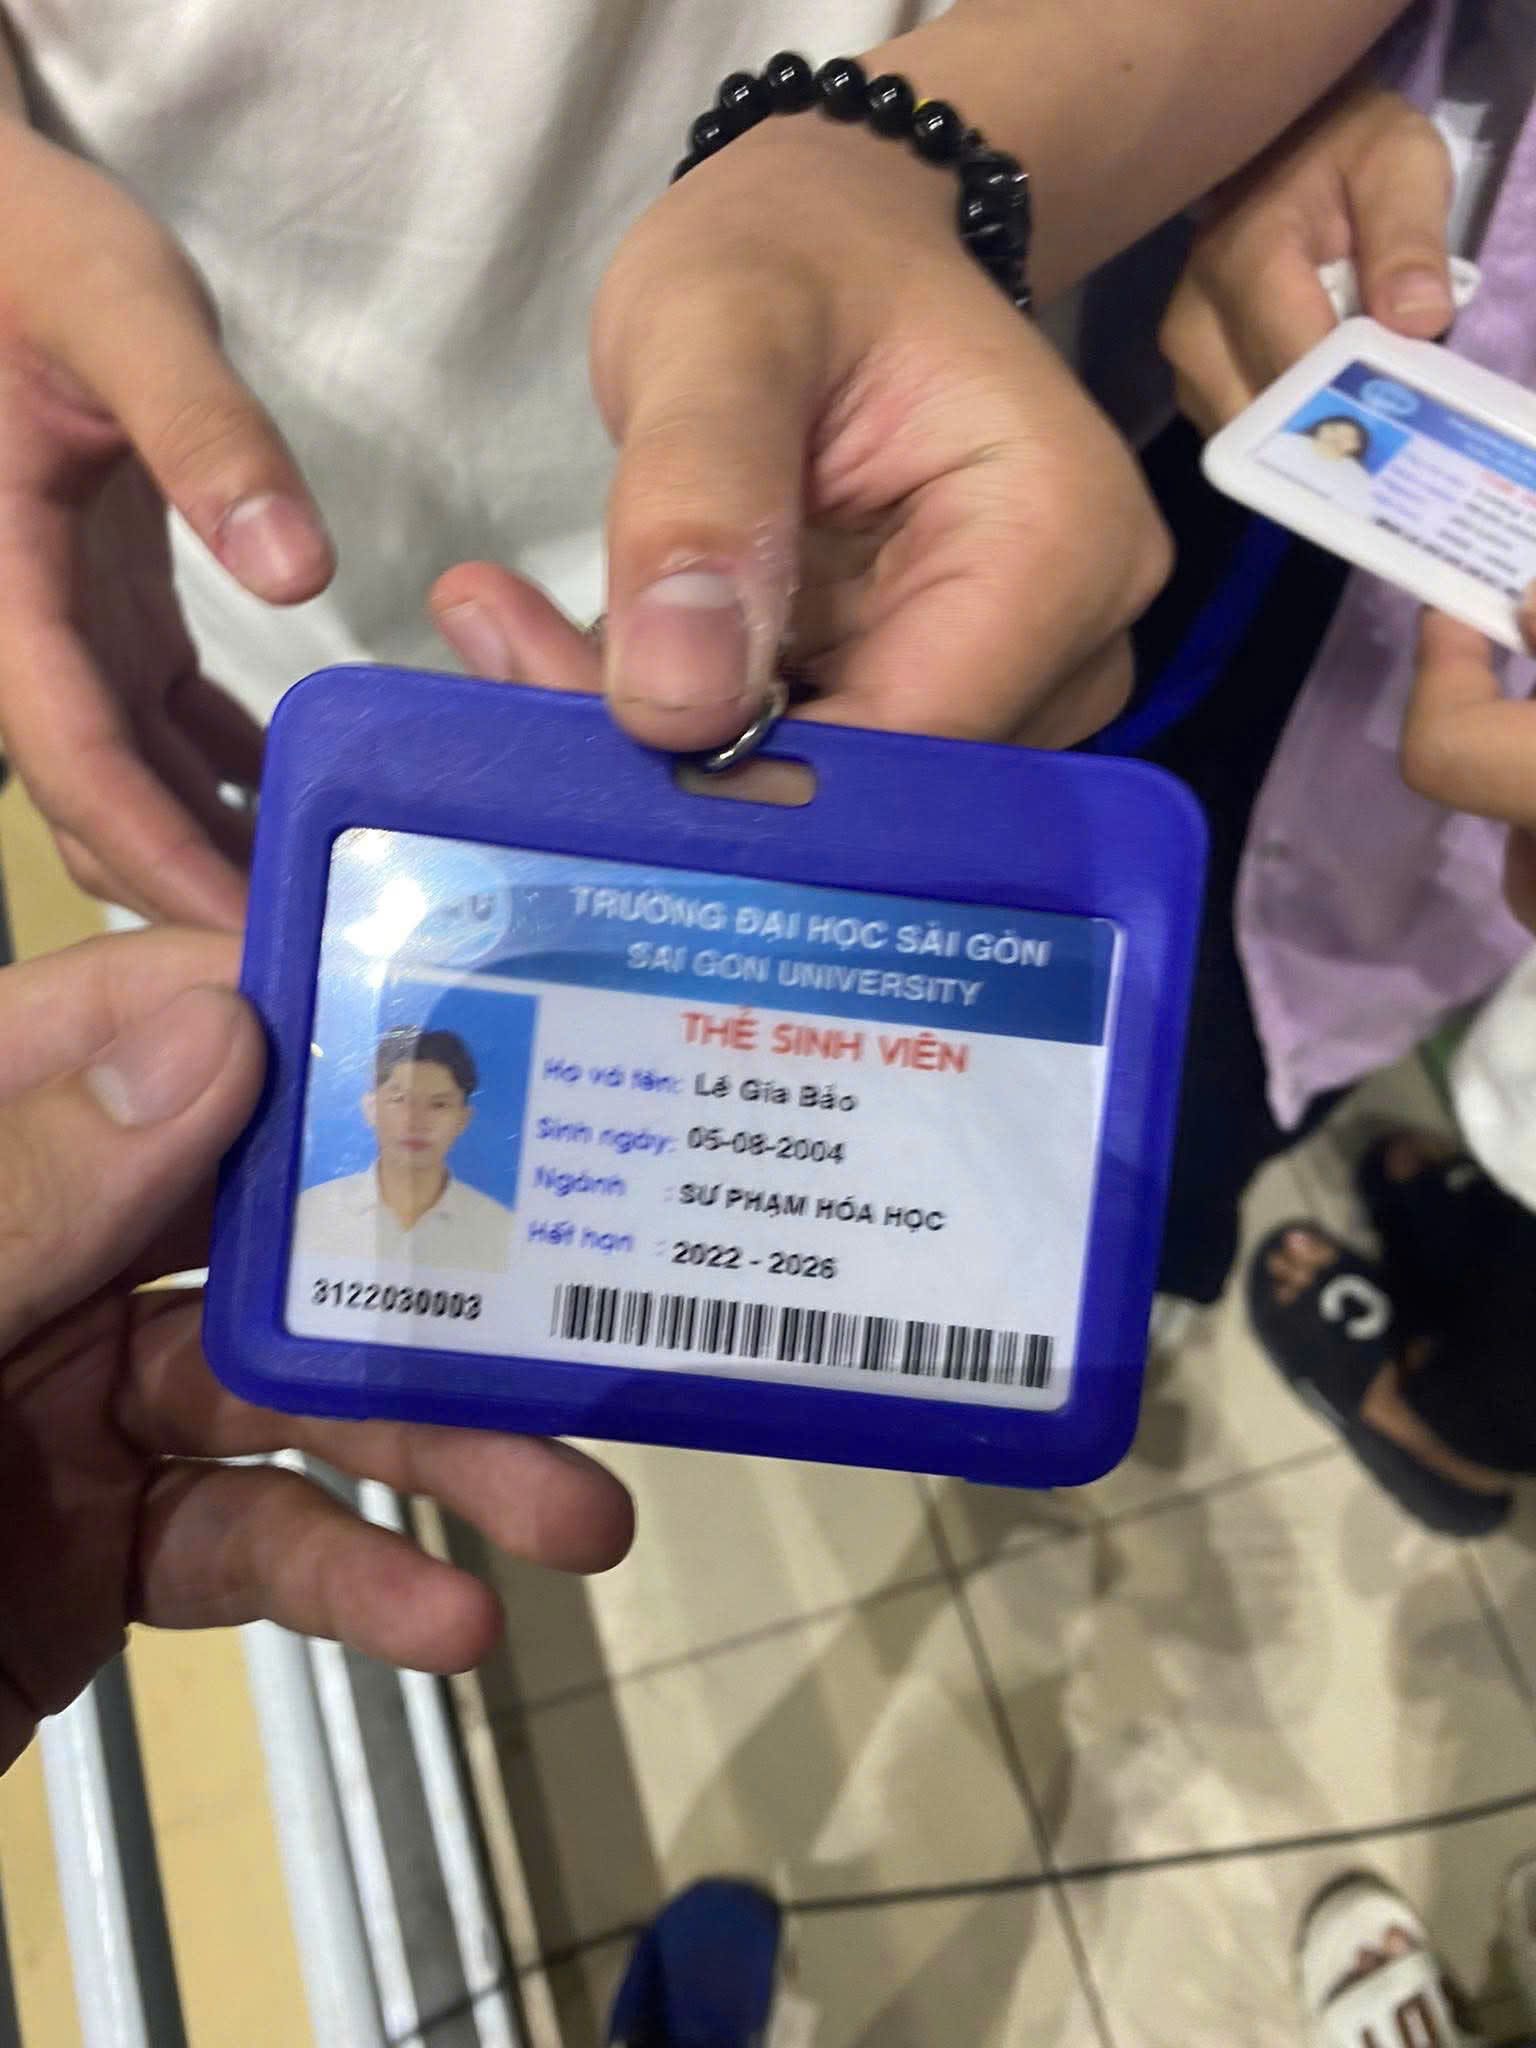 TRƯỜNG ĐẠI HỌC SÀI GÒN
SAI GON UNIVERSITY
THẺ SINH VIÊN
Họ và tên: Lê Gia Bảo
Sinh ngày: 05-08-2004
Ngành : SƯ PHẠM HÓA HỌC
Hết hạn : 2022 - 2026
3122030003